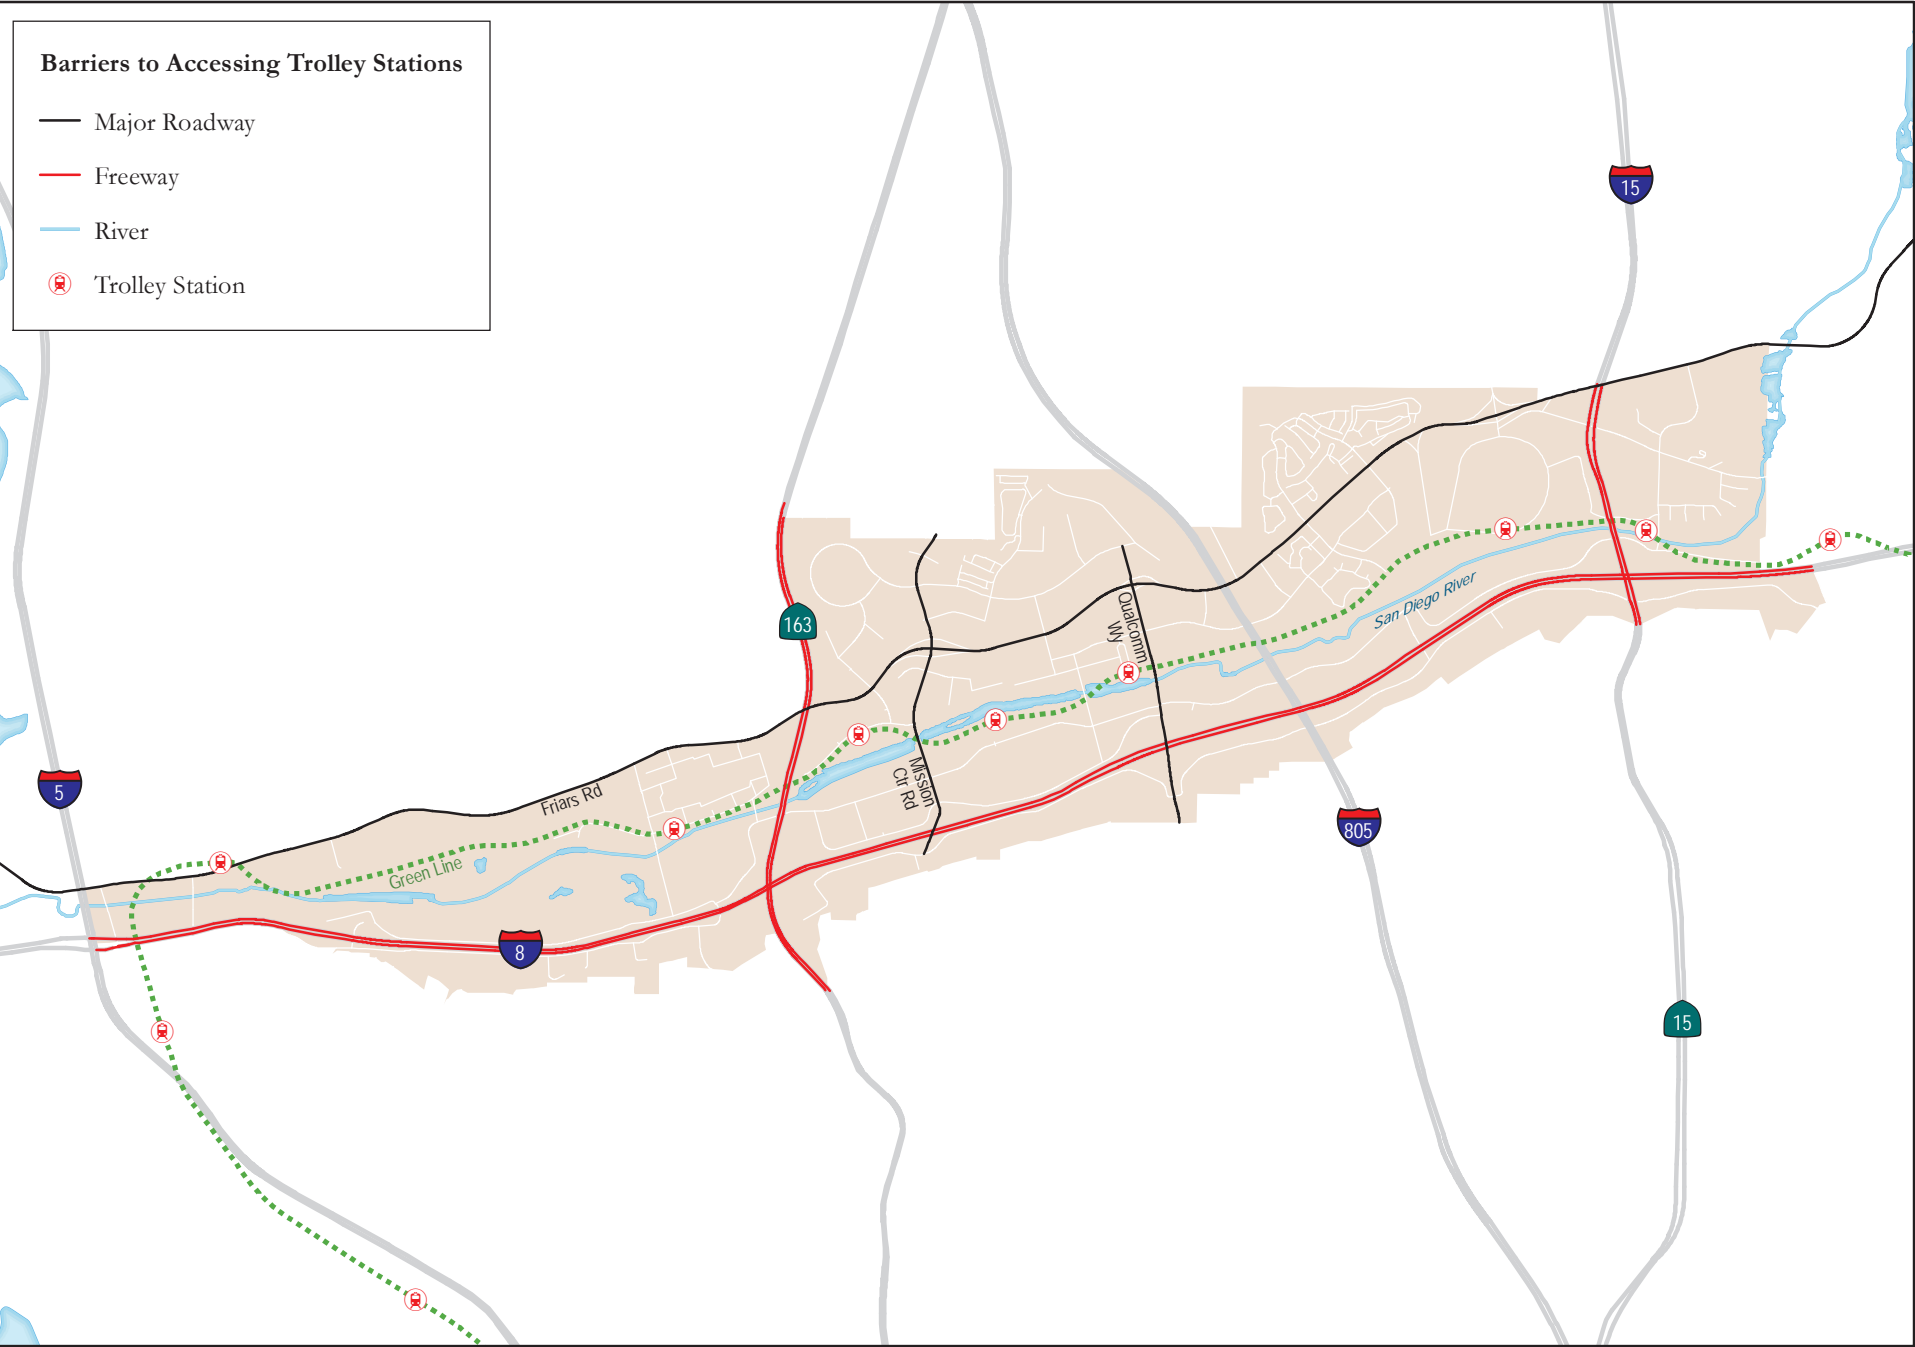 Barriers to Accessing Trolley Stations
Major Roadway
Freeway
River
Trolley Station
15
163
Qualcomm
Wy
San Diego River
5
Friars Rd
Mission
Ctr Rd
805
Green Line
8
15